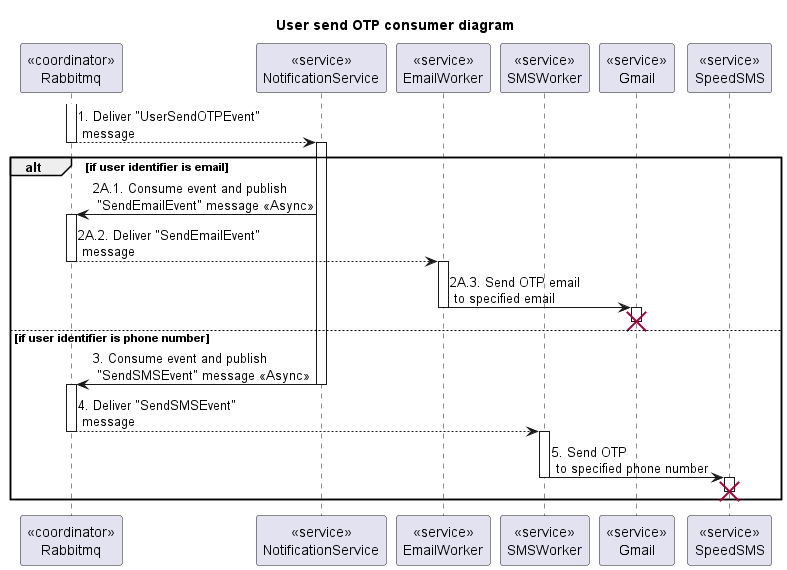 User send OTP consumer diagram
«coordinator» «service» «service» «service» «service» «service»
Rabbitmq NotificationService EmailWorker SMSWorker Gmail SpeedSMS
1. Deliver "UserSendOTPEvent"
message
alt [if user identifier is email]
2A.1. Consume event and publish
"SendEmailEvent" message «Async»
2A.2. Deliver "SendEmailEvent"
message
2A.3. Send OTP email
to specified email
[if user identifier is phone number]
3. Consume event and publish
"SendSMSEvent" message «Async»
4. Deliver "SendSMSEvent"
message
5. Send OTP
to specified phone number
«coordinator» «service» «service» «service» «service» «service»
Rabbitmq NotificationService EmailWorker SMSWorker Gmail SpeedSMS